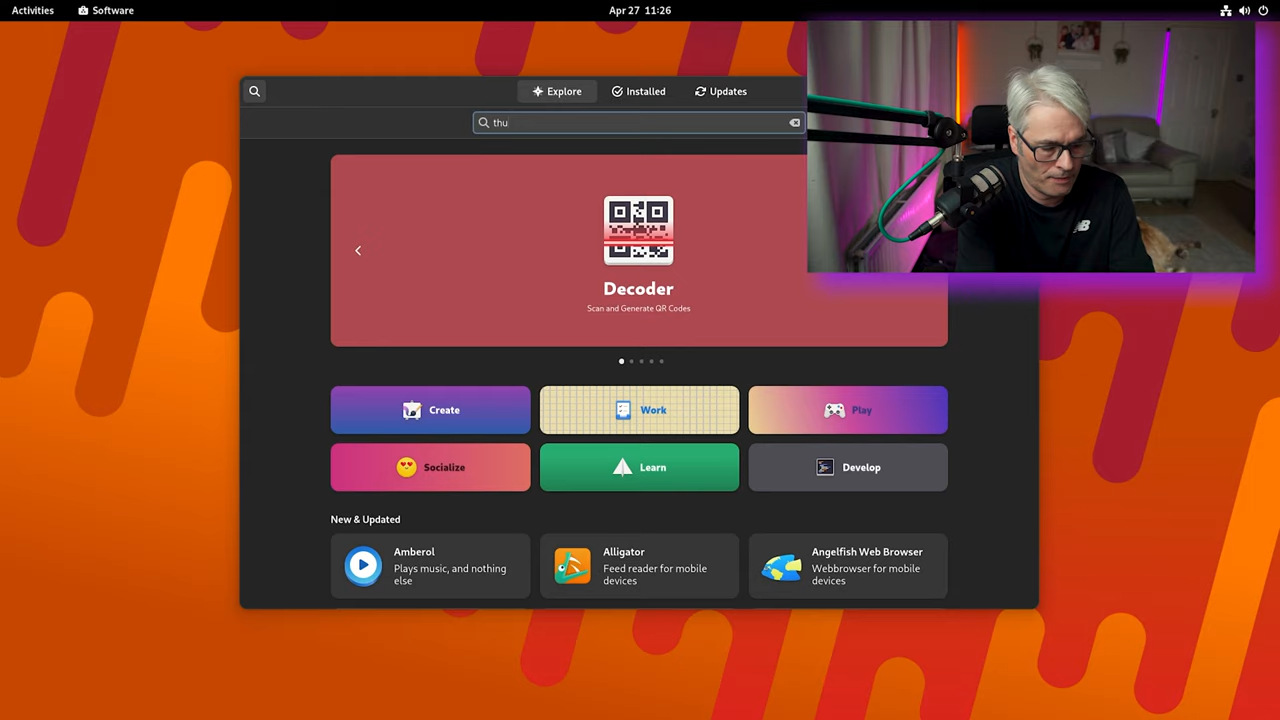 Activities
Software
Apr 27 11:26
Explore
Installed
Updates
thu
Decoder
Scan and Generate QR Codes
Create
Work
Play
Socialize
Learn
Develop
New & Updated
Amberol
Plays music, and nothing
else
Alligator
Feed reader for mobile
devices
Angelfish Web Browser
Webbrowser for mobile
devices
NB